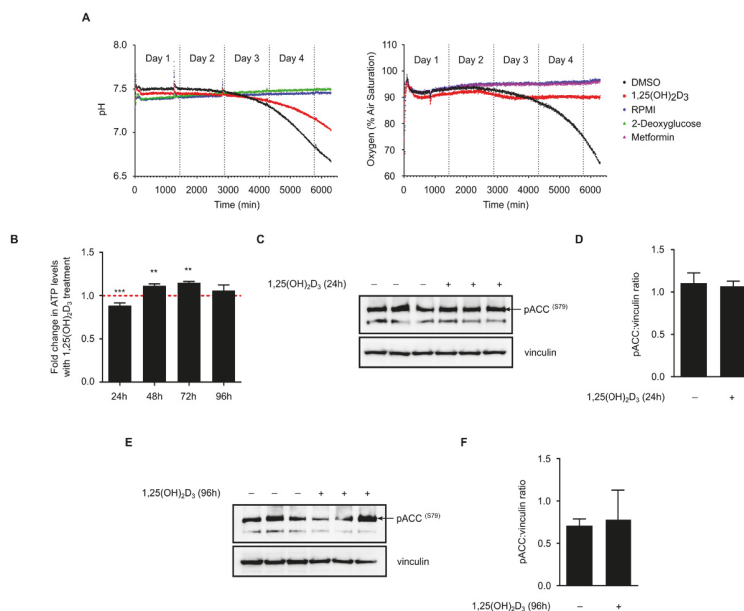 A
8.0
7.5
7.0
6.5
pH
Day 1 Day 2 Day 3 Day 4
0 1000 2000 3000 4000 5000 6000
Time (min)
110
100
90
80
70
60
Oxygen (% Air Saturation)
Day 1 Day 2 Day 3 Day 4
0 1000 2000 3000 4000 5000 6000
Time (min)
DMSO
1,25(OH)2D3
RPMI
2-Deoxyglucose
Metformin
B
Fold change in ATP levels
with 1,25(OH)2D3 treatment
1.5
1.0
0.5
0.0
*** ** **
24h 48h 72h 96h
C
1,25(OH)2D3 (24h) – – – + + +
pACC (S79)
vinculin
D
pACC:vinculin ratio
1.5
1.0
0.5
0.0
1,25(OH)2D3 (24h) – +
E
1,25(OH)2D3 (96h) – – – + + +
pACC (S79)
vinculin
F
pACC:vinculin ratio
1.5
1.0
0.5
0.0
1,25(OH)2D3 (96h) – +